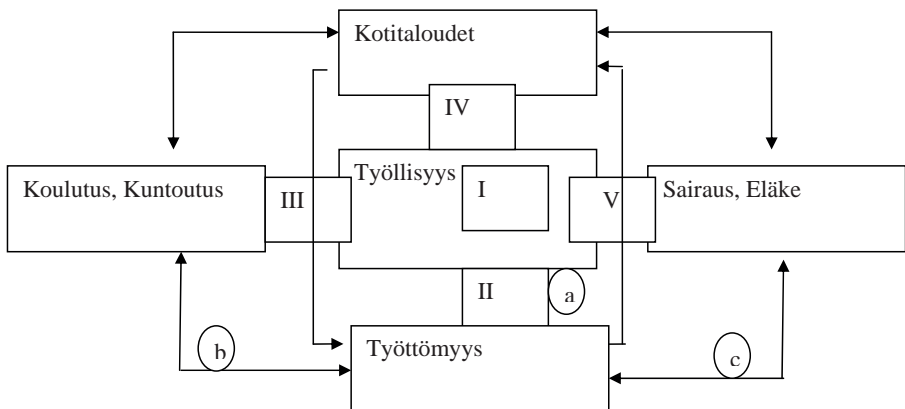 Kotitaloudet
IV
Koulutus, Kuntoutus
III
Työllisyys
I
V
Sairaus, Eläke
II
a
b
Työttömyys
c